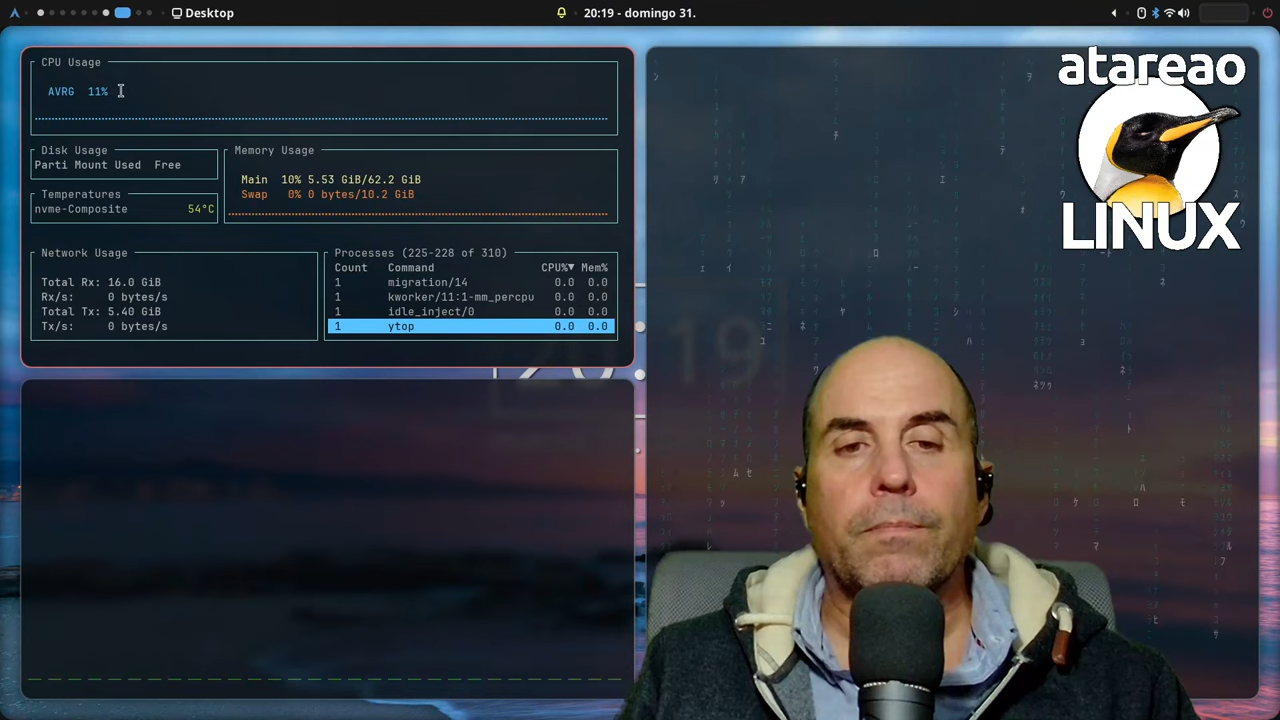 Desktop
20:19 - domingo 31.
atareao
LINUX
CPU Usage
AVRG 11%
Disk Usage
Parti Mount Used Free
Memory Usage
Main 10% 5.53 GiB/62.2 GiB
Swap 0% 0 bytes/10.2 GiB
Temperatures
nvme-Composite 54°C
Network Usage
Total Rx: 16.0 GiB
Rx/s: 0 bytes/s
Total Tx: 5.40 GiB
Tx/s: 0 bytes/s
Processes (225-228 of 310)
Count Command CPU%▼ Mem%
1 migration/14 0.0 0.0
1 kworker/11:1-mm_percpu 0.0 0.0
1 idle_inject/0 0.0 0.0
1 ytop 0.0 0.0